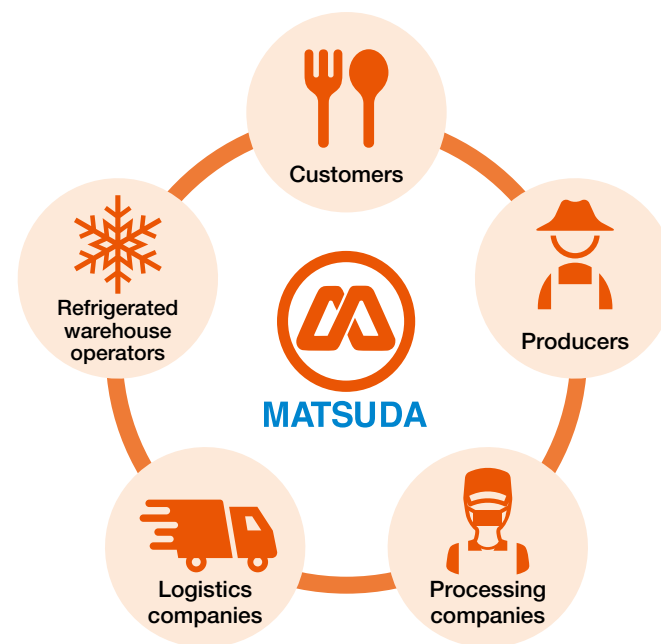 Customers
Producers
Processing
companies
Logistics
companies
Refrigerated
warehouse
operators
MATSUDA